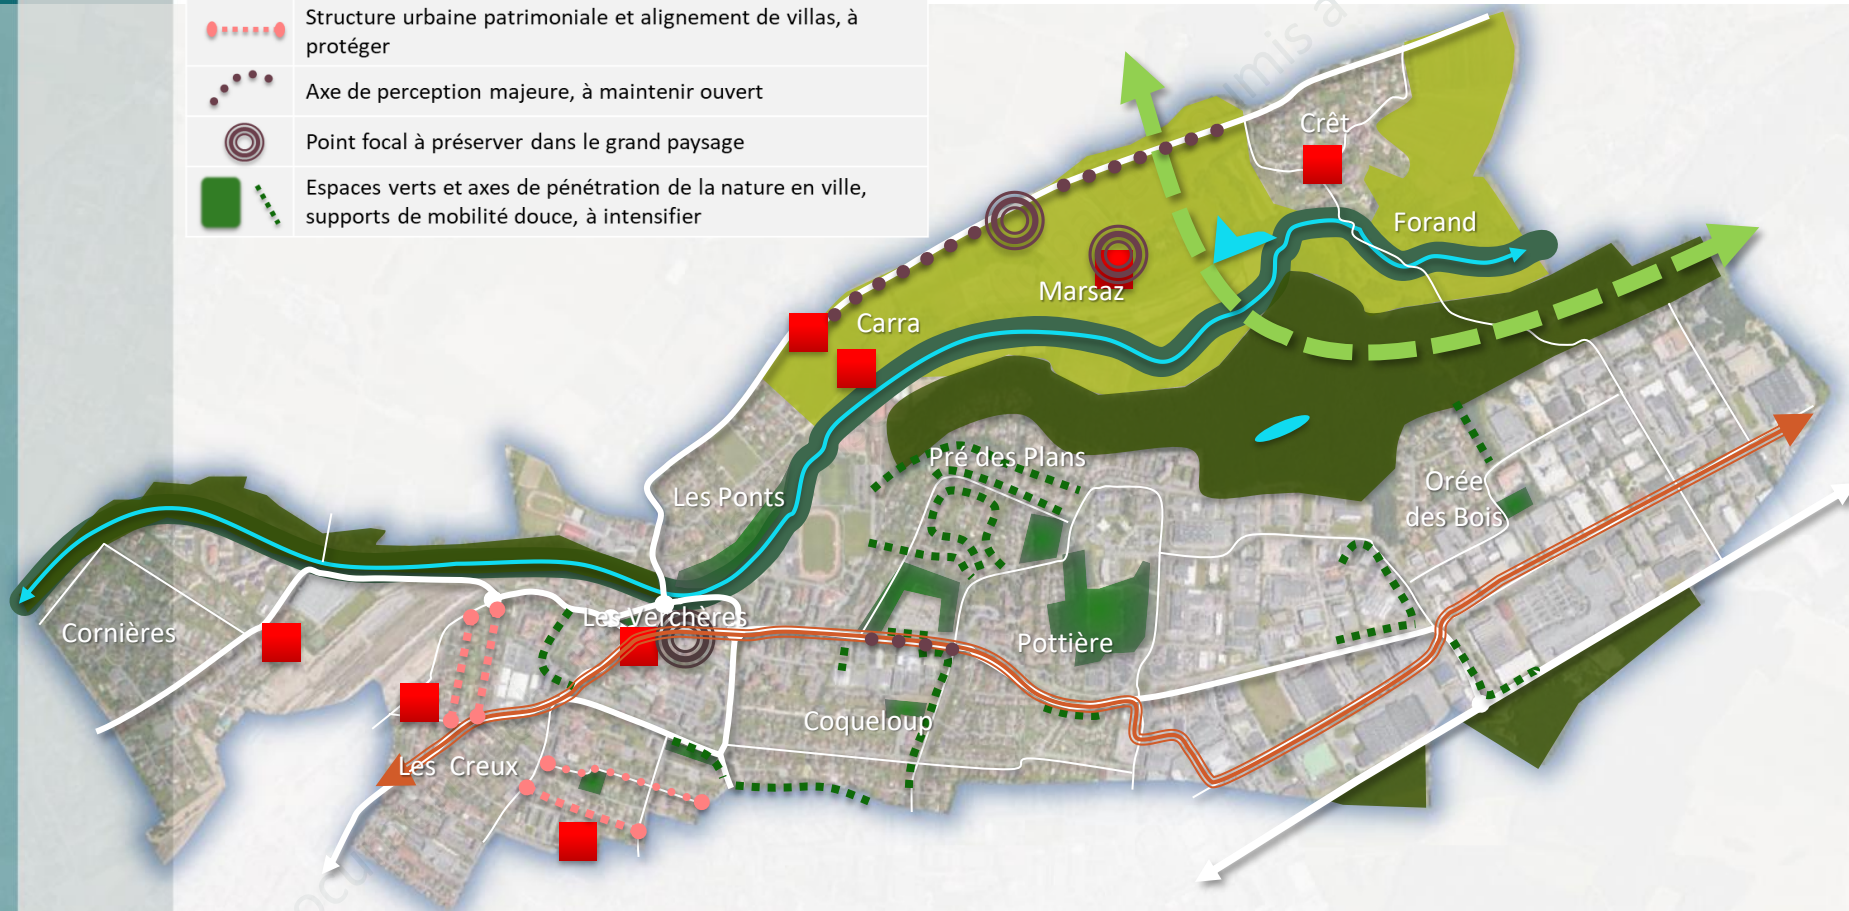 Structure urbaine patrimoniale et alignement de villas, à
protéger
Axe de perception majeure, à maintenir ouvert
Point focal à préserver dans le grand paysage
Espaces verts et axes de pénétration de la nature en ville,
supports de mobilité douce, à intensifier
Crêt
Forand
Marsaz
Carra
Pré des Plans
Les Ponts
Orée
des Bois
Les Verchères
Cornières
Pottière
Coqueloup
Les Creux